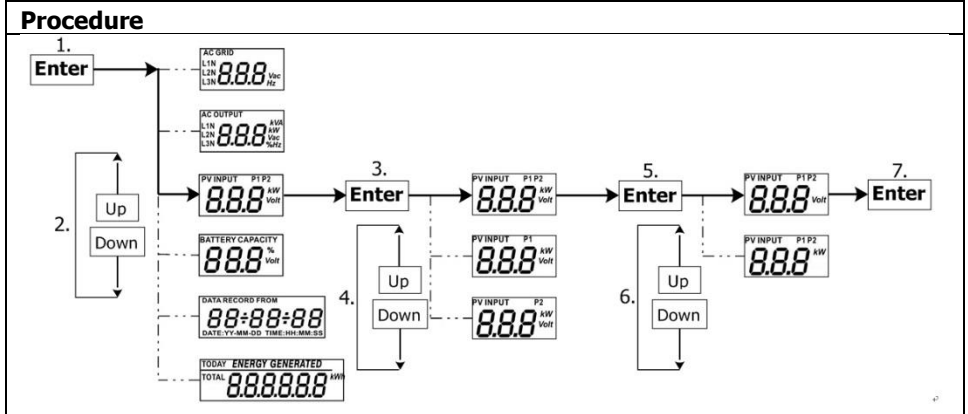 Procedure
1.
Enter
AC GRID
L1N
L2N
L3N
8.8.8
Vac
Hz
AC OUTPUT
L1N
L2N
L3N
8.8.8
kVA
kW
Vac
%Hz
2.
Up
Down
PV INPUT P1 P2
8.8.8
kW
Volt
BATTERY CAPACITY
88.8
%
Volt
DATA RECORD FROM
88:88:88
DATE:YY-MM-DD TIME:HH:MM:SS
TODAY ENERGY GENERATED
TOTAL 8.8.8.8.8.8 kWh
3.
Enter
4.
Up
Down
PV INPUT P1 P2
8.8.8
kW
Volt
PV INPUT P1
8.8.8
kW
Volt
PV INPUT P2
8.8.8
kW
Volt
5.
Enter
6.
Up
Down
PV INPUT P1 P2
8.8.8
Volt
PV INPUT P1 P2
8.8.8
kW
7.
Enter